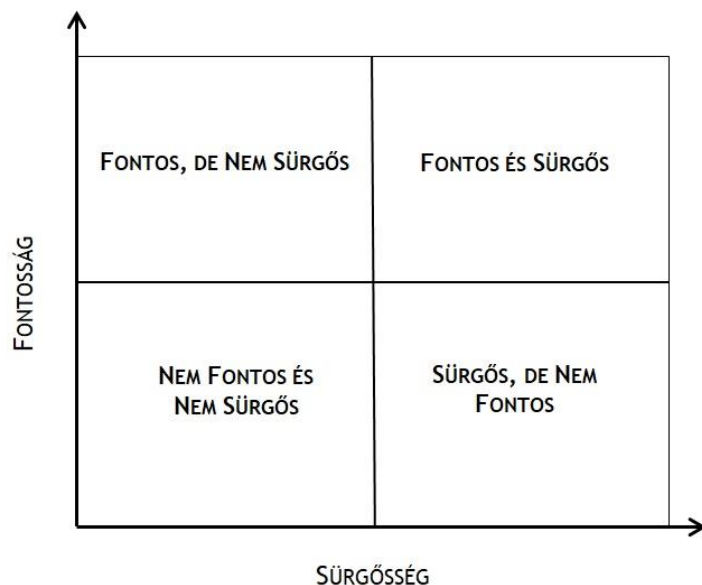 FONTOS, DE NEM SÜRGŐS
FONTOS ÉS SÜRGŐS
FONTOSSÁG
NEM FONTOS ÉS
NEM SÜRGŐS
SÜRGŐS, DE NEM
FONTOS
SÜRGŐSSÉG